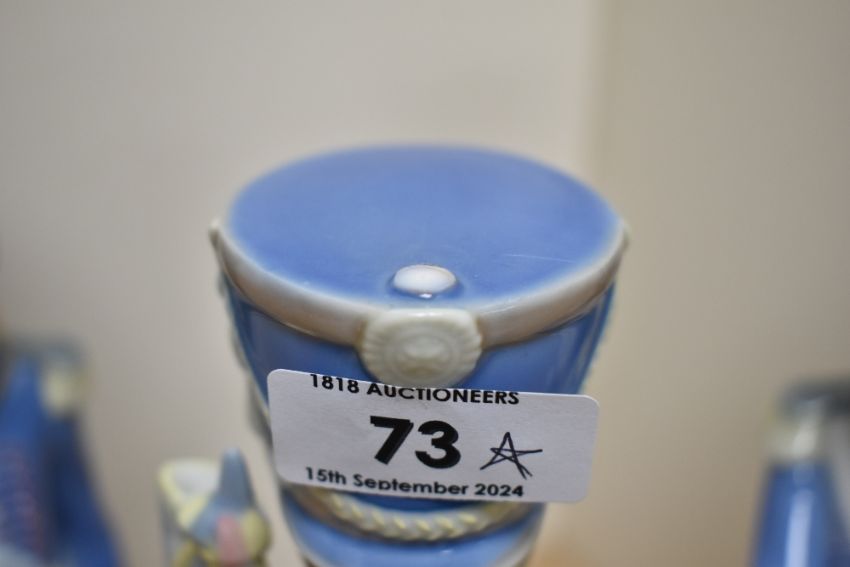 1818 AUCTIONEERS
73
15th September 2024